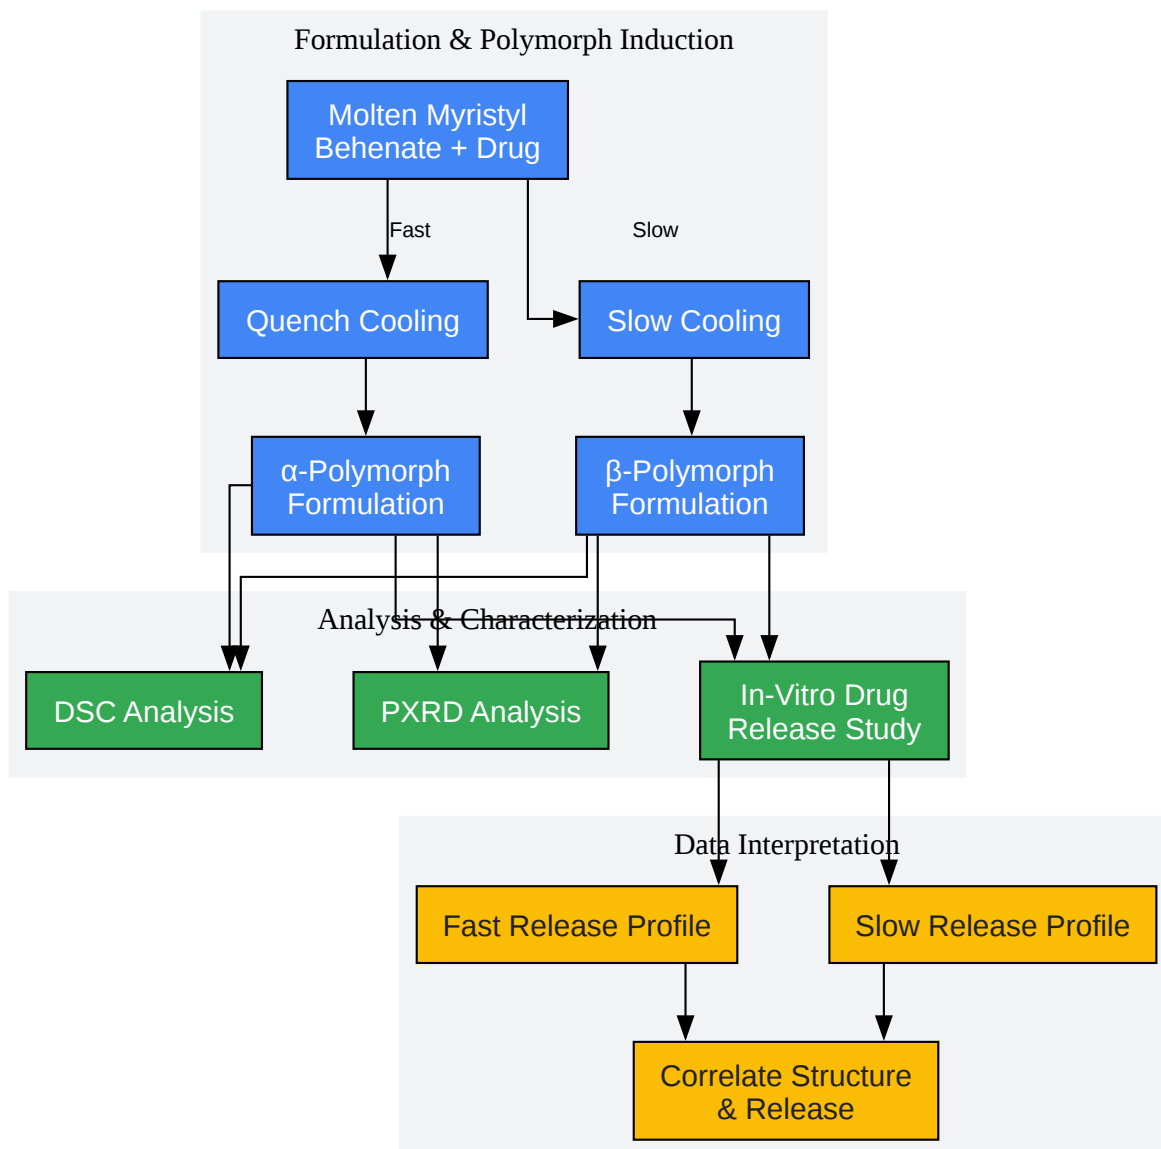 Formulation & Polymorph Induction
Molten Myristyl
Behenate + Drug
Fast
Slow
Quench Cooling
Slow Cooling
α-Polymorph
Formulation
β-Polymorph
Formulation
Analysis & Characterization
DSC Analysis
PXRD Analysis
In-Vitro Drug
Release Study
Data Interpretation
Fast Release Profile
Slow Release Profile
Correlate Structure
& Release